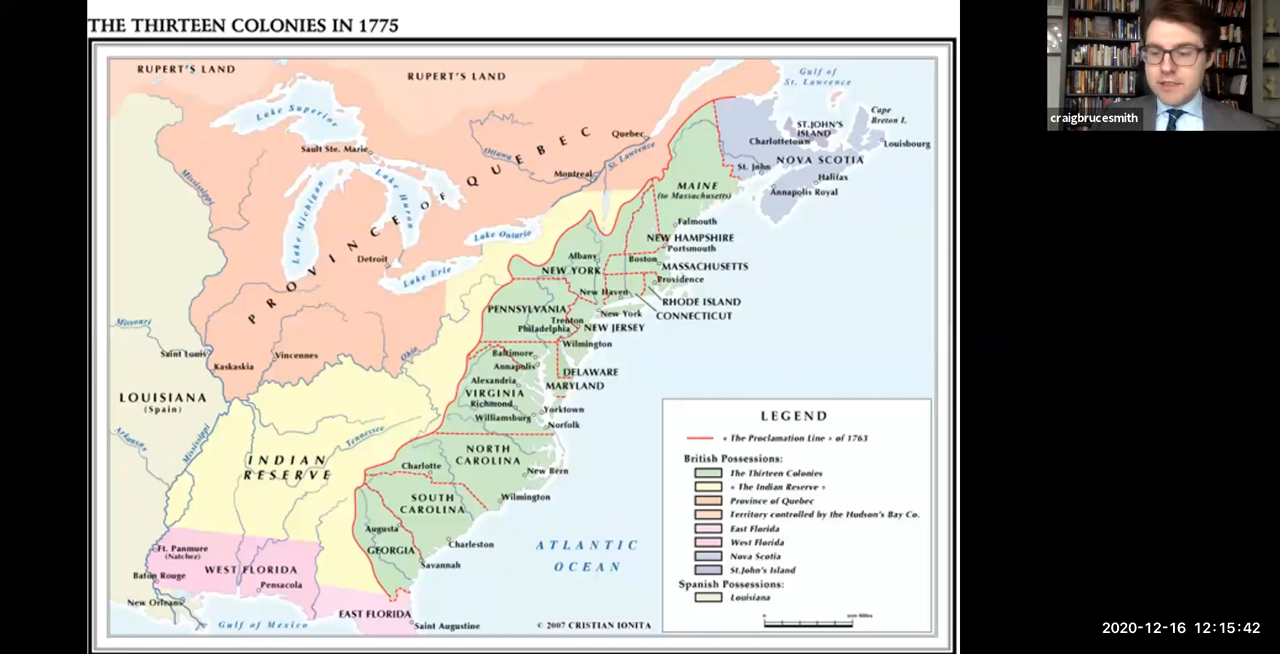 THE THIRTEEN COLONIES IN 1775
craigbrucesmith
RUPERT'S LAND
RUPERT'S LAND
Gulf of
St. Lawrence
Lake Superior
Cape
Breton I.
ST.JOHN'S
ISLAND
Quebec
Charlottetown
Louisbourg
Sault Ste. Marie
Ottawa
St. Lawrence
NOVA SCOTIA
St. John
Montreal
Halifax
Mississippi
MAINE
(to Massachusetts)
Annapolis Royal
Lake Michigan
Lake Huron
PROVINCE OF QUEBEC
Falmouth
Lake Ontario
NEW HAMPSHIRE
Portsmouth
Albany
Boston
Detroit
MASSACHUSETTS
NEW YORK
Lake Erie
Providence
New Haven
RHODE ISLAND
PENNSYLVANIA
New York
CONNECTICUT
Trenton
Missouri
Philadelphia
NEW JERSEY
Wilmington
Saint Louis
Vincennes
Ohio
Baltimore
Kaskaskia
Annapolis
DELAWARE
Alexandria
MARYLAND
LOUISIANA
(Spain)
VIRGINIA
Richmond
Yorktown
Williamsburg
Norfolk
Arkansas
Mississippi
Tennessee
INDIAN
RESERVE
NORTH
CAROLINA
Charlotte
New Bern
SOUTH
CAROLINA
Wilmington
Augusta
Charleston
GEORGIA
Ft. Panmure
(Natchez)
Savannah
ATLANTIC
OCEAN
WEST FLORIDA
Baton Rouge
Pensacola
New Orleans
EAST FLORIDA
Gulf of Mexico
Saint Augustine
© 2007 CRISTIAN IONITA
LEGEND
« The Proclamation Line » of 1763
British Possessions:
The Thirteen Colonies
« The Indian Reserve »
Province of Quebec
Territory controlled by the Hudson's Bay Co.
East Florida
West Florida
Nova Scotia
St.John's Island
Spanish Possessions:
Louisiana
2020-12-16 12:15:42